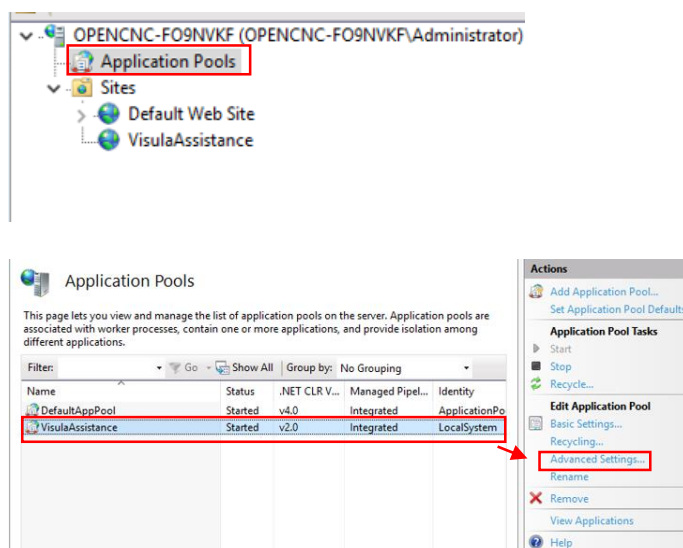 OPENCNC-FO9NVKF (OPENCNC-FO9NVKF\Administrator)
Application Pools
Sites
Default Web Site
VisulaAssistance
Application Pools
This page lets you view and manage the list of application pools on the server. Application pools are
associated with worker processes, contain one or more applications, and provide isolation among
different applications.
Filter: Go Show All Group by: No Grouping
Name Status .NET CLR V... Managed Pipel... Identity
DefaultAppPool Started v4.0 Integrated ApplicationPo
VisulaAssistance Started v2.0 Integrated LocalSystem
Actions
Add Application Pool...
Set Application Pool Defaults
Application Pool Tasks
Start
Stop
Recycle...
Edit Application Pool
Basic Settings...
Recycling...
Advanced Settings...
Rename
Remove
View Applications
Help